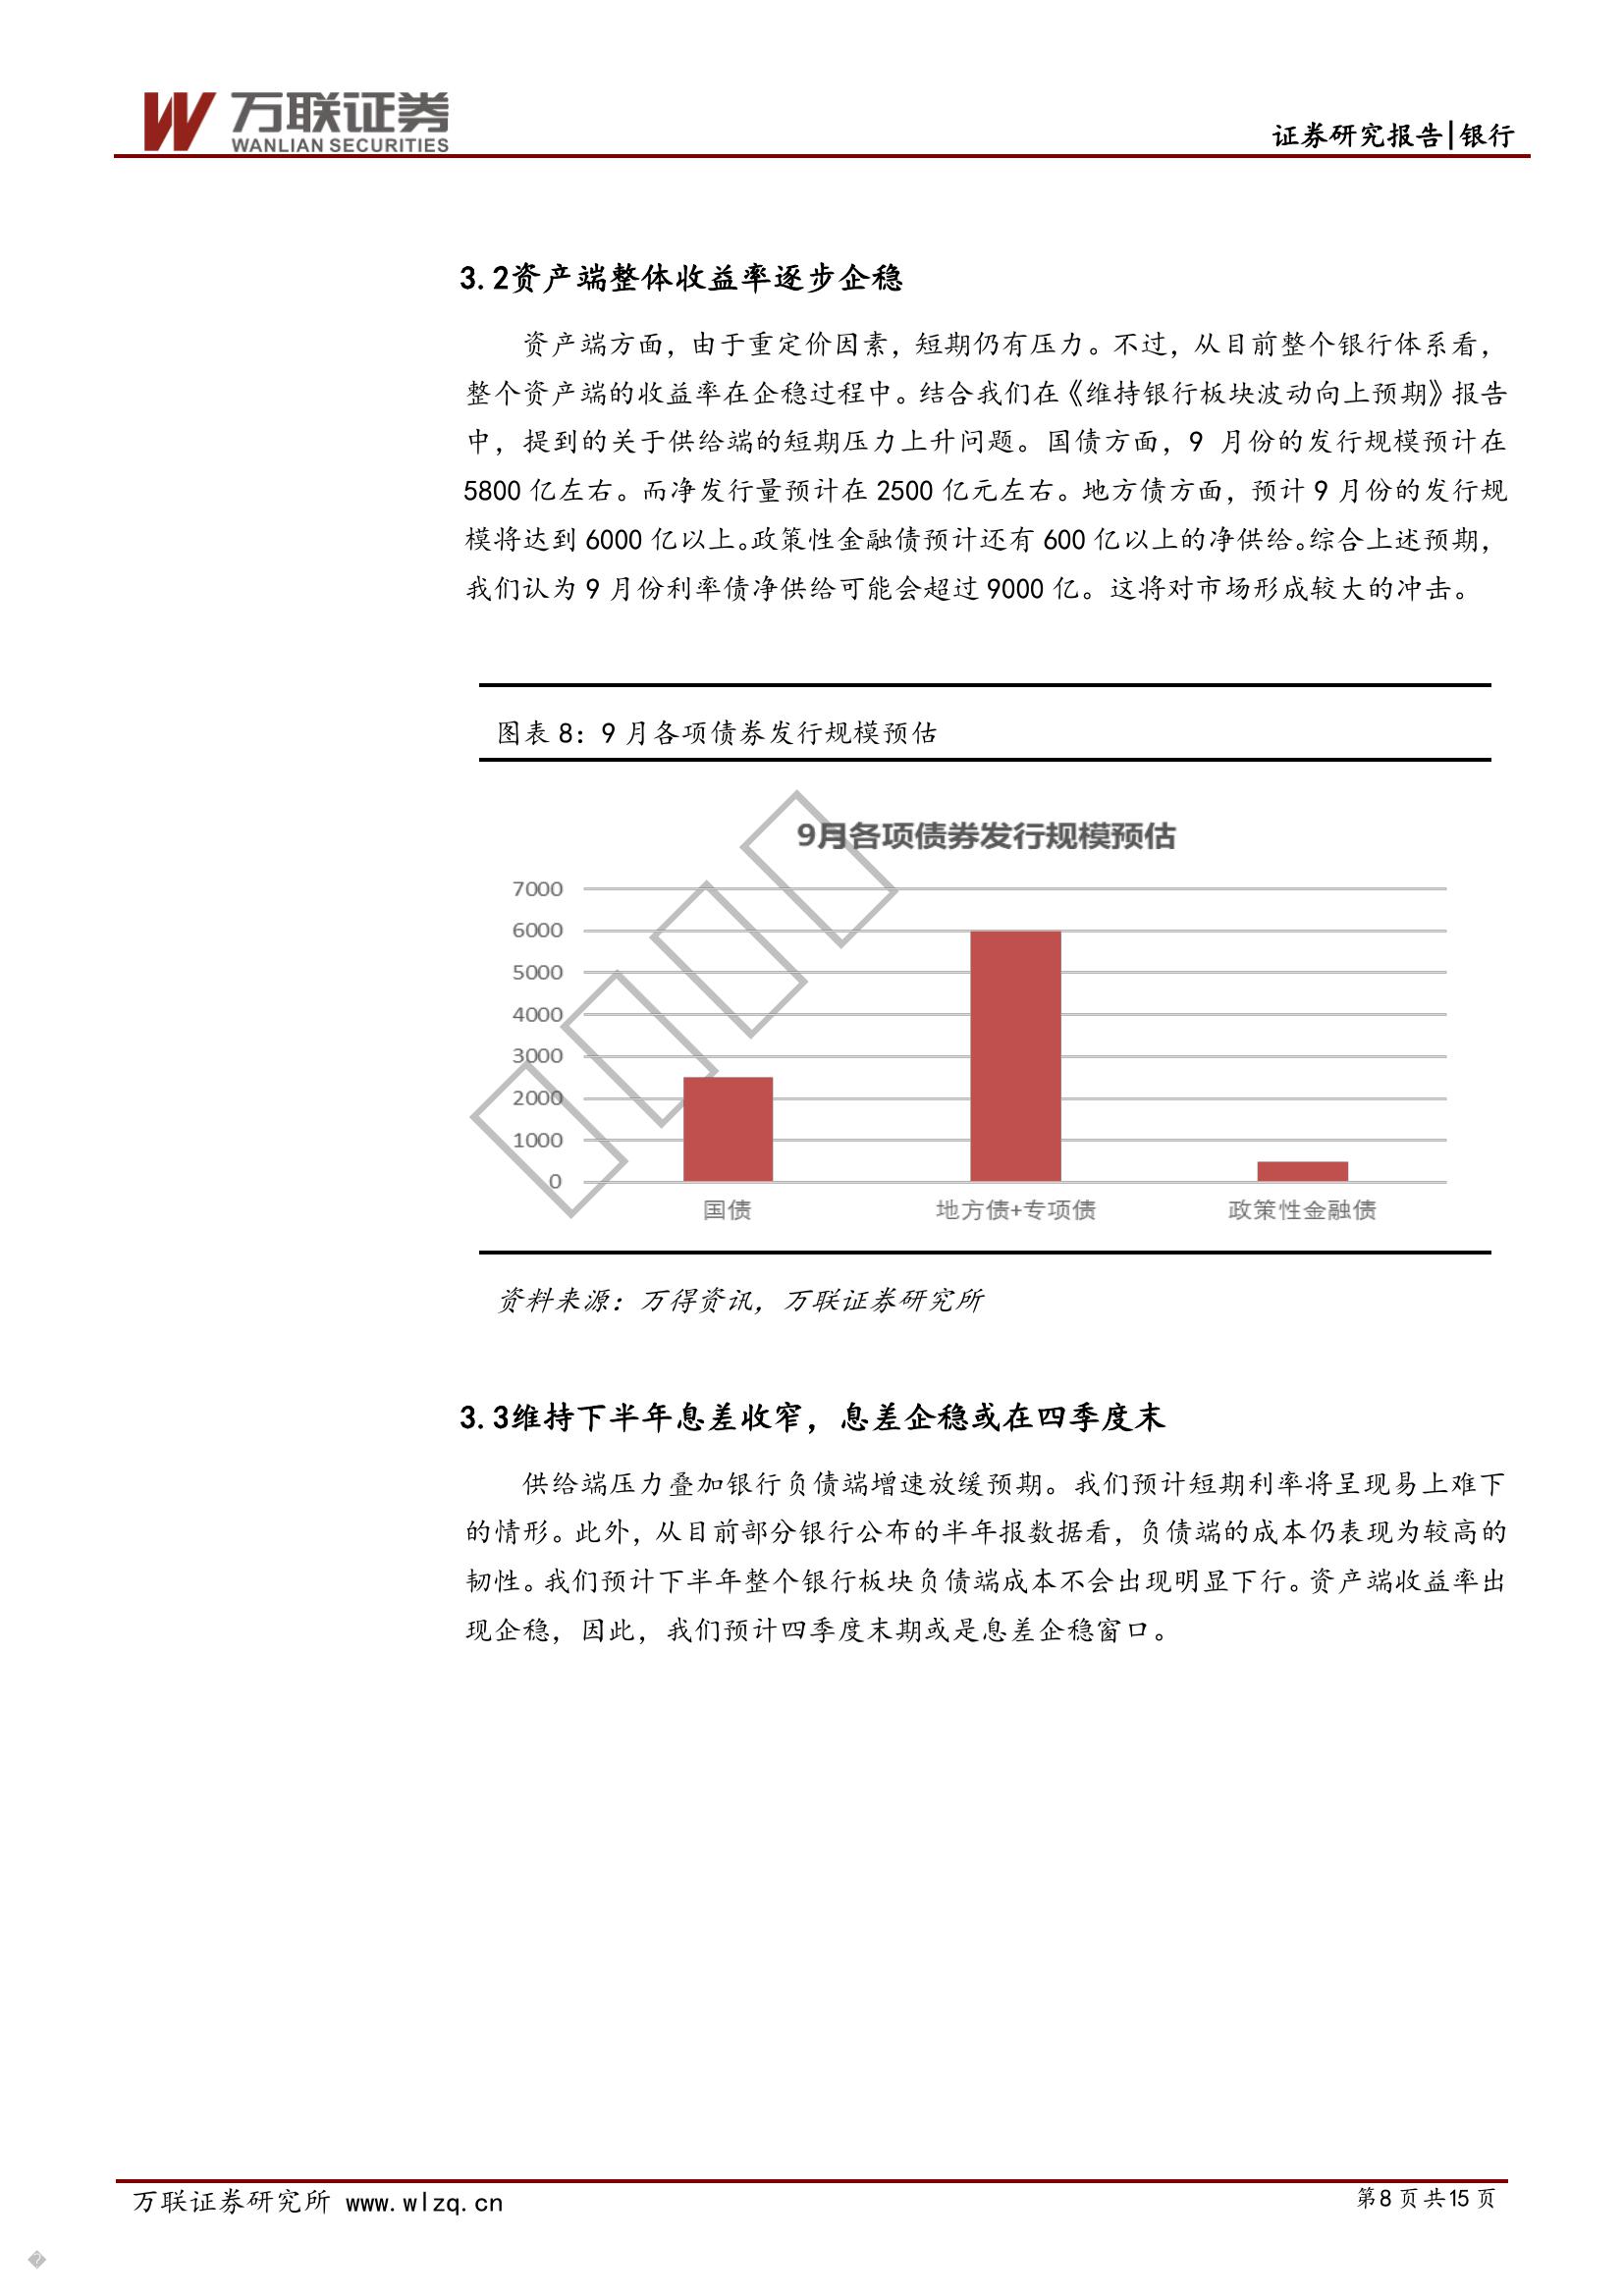 万联证券
WANLIAN SECURITIES
证券研究报告|银行
3.2资产端整体收益率逐步企稳
资产端方面，由于重定价因素，短期仍有压力。不过，从目前整个银行体系看，
整个资产端的收益率在企稳过程中。结合我们在《维持银行板块波动向上预期》报告
中，提到的关于供给端的短期压力上升问题。国债方面，9 月份的发行规模预计在
5800 亿左右。而净发行量预计在 2500 亿元左右。地方债方面，预计 9 月份的发行规
模将达到 6000 亿以上。政策性金融债预计还有 600 亿以上的净供给。综合上述预期，
我们认为 9 月份利率债净供给可能会超过 9000 亿。这将对市场形成较大的冲击。
图表 8：9 月各项债券发行规模预估
9月各项债券发行规模预估
7000
6000
5000
4000
3000
2000
1000
0
国债 地方债+专项债 政策性金融债
资料来源：万得资讯，万联证券研究所
3.3维持下半年息差收窄，息差企稳或在四季度末
供给端压力叠加银行负债端增速放缓预期。我们预计短期利率将呈现易上难下
的情形。此外，从目前部分银行公布的半年报数据看，负债端的成本仍表现为较高的
韧性。我们预计下半年整个银行板块负债端成本不会出现明显下行。资产端收益率出
现企稳，因此，我们预计四季度末期或是息差企稳窗口。
万联证券研究所 www.wlzq.cn
第8 页共15 页